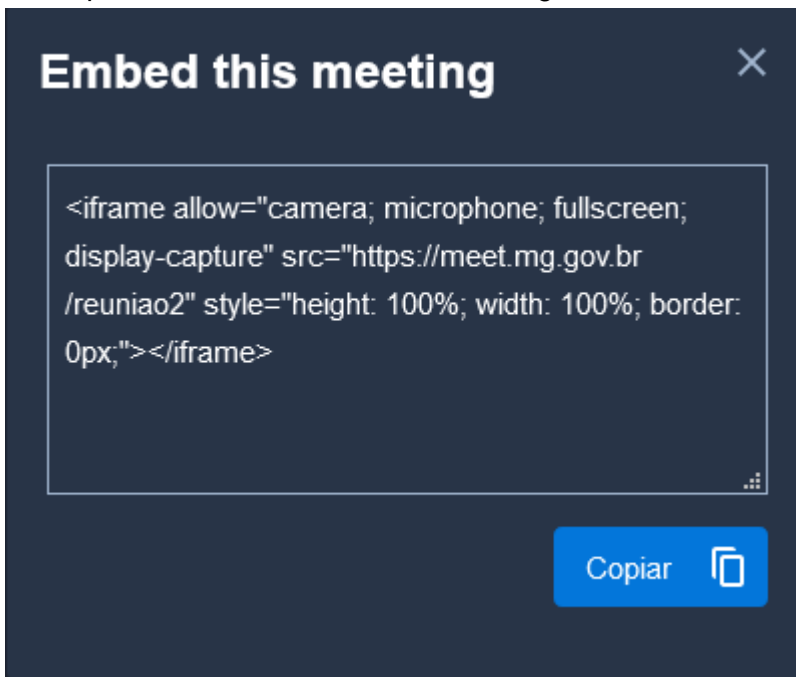 Embed this meeting
<iframe allow="camera; microphone; fullscreen;
display-capture" src="https://meet.mg.gov.br
/reuniao2" style="height: 100%; width: 100%; border:
0px;"></iframe>
Copiar